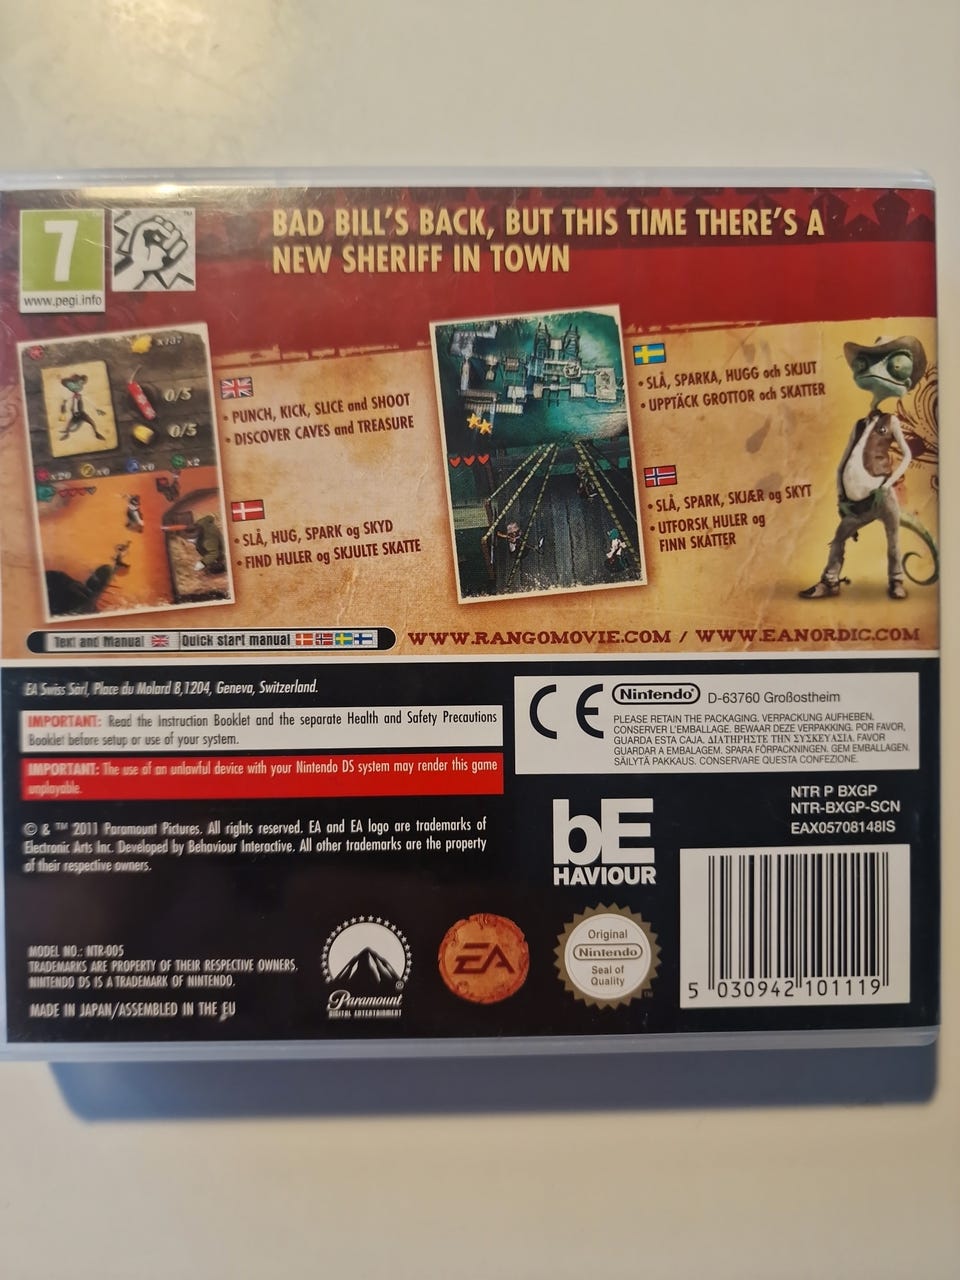 7
www.pegi.info
BAD BILL'S BACK, BUT THIS TIME THERE'S A
NEW SHERIFF IN TOWN
x137
0/5
0/5
x20 x0 x0 x2
• PUNCH, KICK, SLICE and SHOOT
• DISCOVER CAVES and TREASURE
• SLÅ, HUG, SPARK og SKYD
• FIND HULER og SKJULTE SKATTE
• SLÅ, SPARKA, HUGG och SKJUT
• UPPTÄCK GROTTOR och SKATTER
• SLÅ, SPARK, SKJÆR og SKYT
• UTFORSK HULER og
FINN SKATTER
Text and Manual Quick start manual
WWW.RANGOMOVIE.COM / WWW.EANORDIC.COM
EA Swiss Sàrl, Place du Molard 8,1204, Geneva, Switzerland.
IMPORTANT: Read the Instruction Booklet and the separate Health and Safety Precautions
Booklet before setup or use of your system.
IMPORTANT: The use of an unlawful device with your Nintendo DS system may render this game
unplayable.
© & ™ 2011 Paramount Pictures. All rights reserved. EA and EA logo are trademarks of
Electronic Arts Inc. Developed by Behaviour Interactive. All other trademarks are the property
of their respective owners.
MODEL NO.: NTR-005
TRADEMARKS ARE PROPERTY OF THEIR RESPECTIVE OWNERS.
NINTENDO DS IS A TRADEMARK OF NINTENDO.
MADE IN JAPAN/ASSEMBLED IN THE EU
CE Nintendo® D-63760 Großostheim
PLEASE RETAIN THE PACKAGING. VERPACKUNG AUFHEBEN.
CONSERVER L'EMBALLAGE. BEWAAR DEZE VERPAKKING. POR FAVOR,
GUARDA ESTA CAJA. ΔΙΑΤΗΡΗΣΤΕ ΤΗΝ ΣΥΣΚΕΥΑΣΙΑ. FAVOR
GUARDAR A EMBALAGEM. SPARA FÖRPACKNINGEN. GEM EMBALLAGEN.
SÄILYTÄ PAKKAUS. CONSERVARE QUESTA CONFEZIONE.
NTR P BXGP
NTR-BXGP-SCN
EAX05708148IS
bE
HAVIOUR
Paramount
DIGITAL ENTERTAINMENT
EA
Original
Nintendo
Seal of
Quality
5 030942 101119